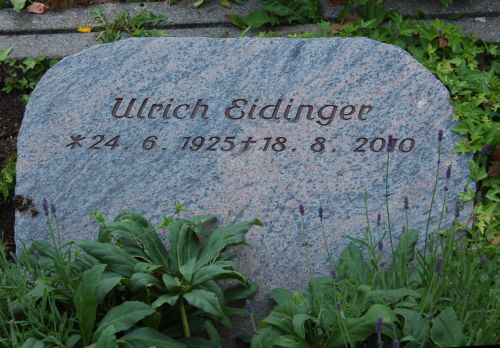 Ulrich Eidinger
*24. 6. 1925 †18. 8. 2010